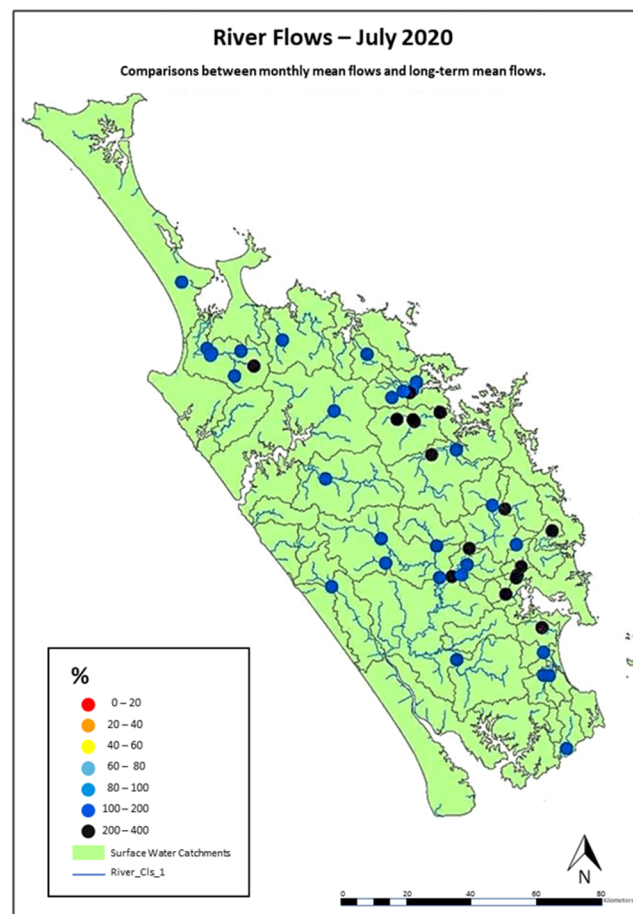 River Flows – July 2020
Comparisons between monthly mean flows and long-term mean flows.
%
0 – 20
20 – 40
40 – 60
60 – 80
80 – 100
100 – 200
200 – 400
Surface Water Catchments
River_Cls_1
N
0 20 40 60 80
Kilometers